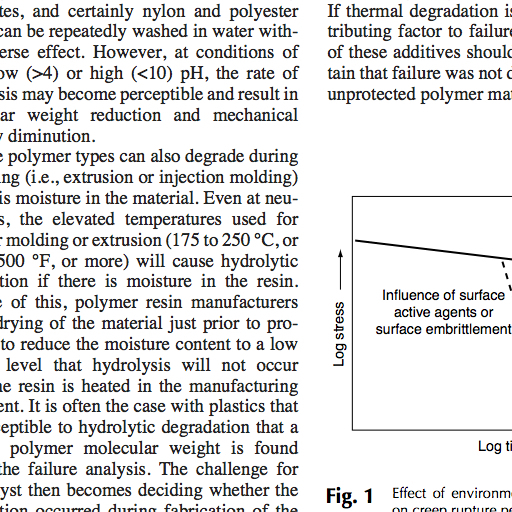 tes, and certainly nylon and polyester
can be repeatedly washed in water with-
erse effect. However, at conditions of
ow (>4) or high (<10) pH, the rate of
sis may become perceptible and result in
ar weight reduction and mechanical
y diminution.
e polymer types can also degrade during
ng (i.e., extrusion or injection molding)
is moisture in the material. Even at neu-
s, the elevated temperatures used for
r molding or extrusion (175 to 250 °C, or
500 °F, or more) will cause hydrolytic
tion if there is moisture in the resin.
e of this, polymer resin manufacturers
drying of the material just prior to pro-
to reduce the moisture content to a low
level that hydrolysis will not occur
he resin is heated in the manufacturing
ent. It is often the case with plastics that
eptible to hydrolytic degradation that a
polymer molecular weight is found
the failure analysis. The challenge for
yst then becomes deciding whether the
tion occurred during fabrication of the
If thermal degradation is
tributing factor to failure
of these additives should
tain that failure was not d
unprotected polymer mat
Log stress
Influence of surface
active agents or
surface embrittlement
Log ti
Fig. 1 Effect of environme
on creep rupture pe